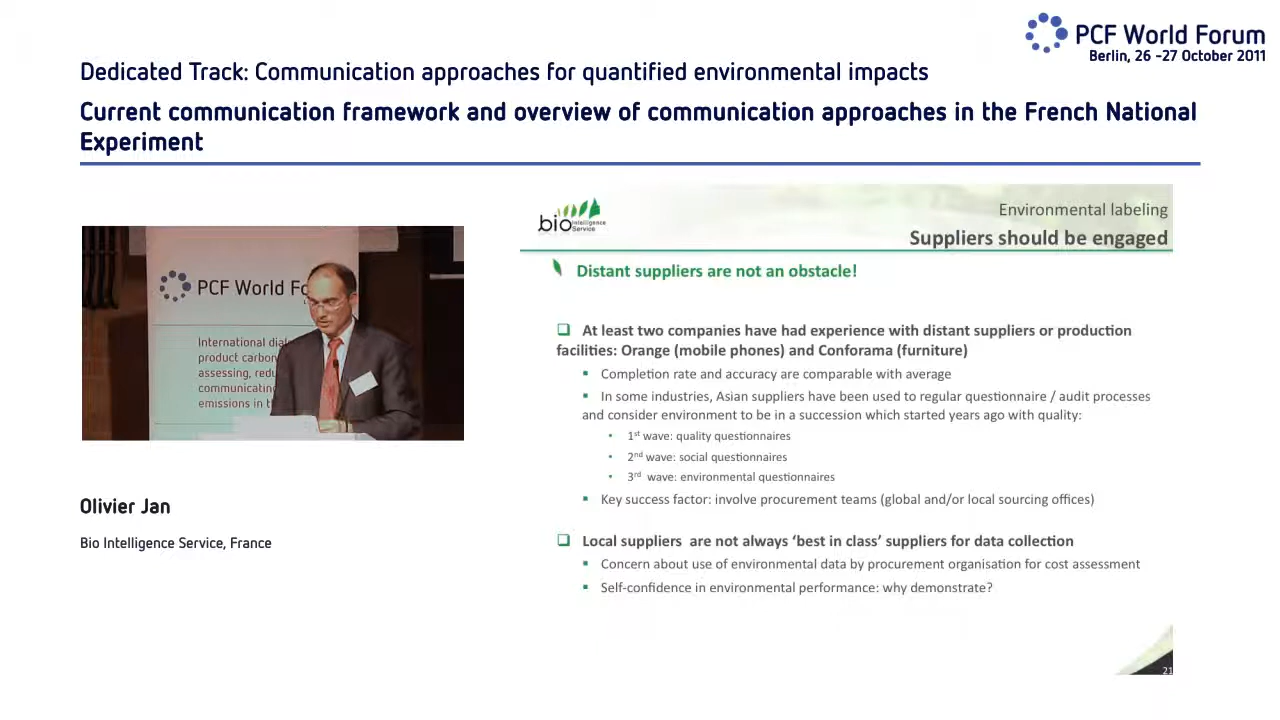 PCF World Forum
Berlin, 26 -27 October 2011
Dedicated Track: Communication approaches for quantified environmental impacts
Current communication framework and overview of communication approaches in the French National
Experiment
PCF World Fo
International dial
product carbon
assessing, redu
communicating
emissions in t
Olivier Jan
Bio Intelligence Service, France
bio Intelligence
Service
Environmental labeling
Suppliers should be engaged
Distant suppliers are not an obstacle!
❑ At least two companies have had experience with distant suppliers or production
facilities: Orange (mobile phones) and Conforama (furniture)
▪ Completion rate and accuracy are comparable with average
▪ In some industries, Asian suppliers have been used to regular questionnaire / audit processes
and consider environment to be in a succession which started years ago with quality:
• 1st wave: quality questionnaires
• 2nd wave: social questionnaires
• 3rd wave: environmental questionnaires
▪ Key success factor: involve procurement teams (global and/or local sourcing offices)
❑ Local suppliers are not always ‘best in class’ suppliers for data collection
▪ Concern about use of environmental data by procurement organisation for cost assessment
▪ Self-confidence in environmental performance: why demonstrate?
21